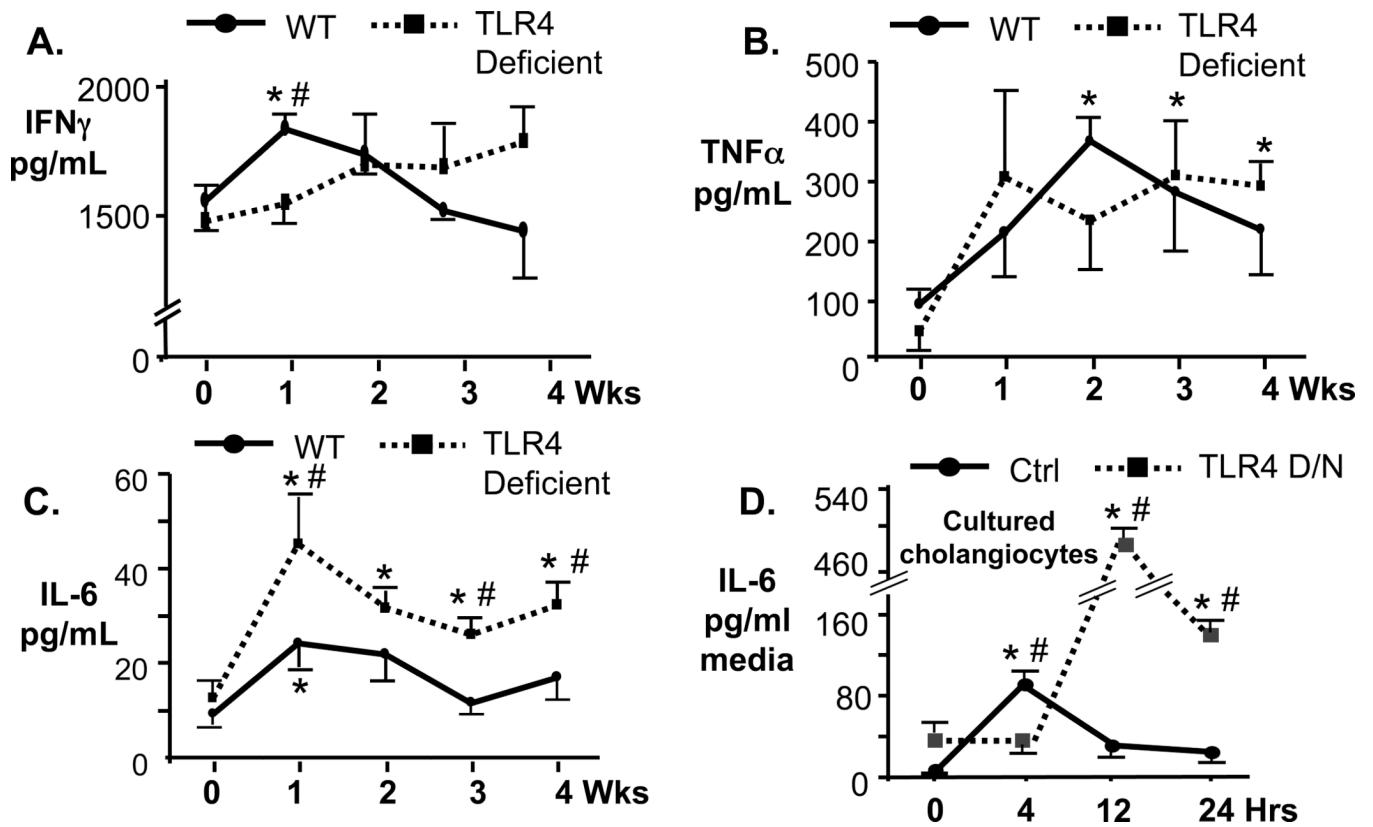 A.
WT
TLR4
Deficient
IFNγ
pg/mL
2000
* #
1500
0
0 1 2 3 4 Wks
B.
WT
TLR4
Deficient
TNFα
pg/mL
500
400
300
200
100
0
* * *
0 1 2 3 4 Wks
C.
WT
TLR4
Deficient
IL-6
pg/mL
60
40
20
0
* #
*
*
* #
* #
0 1 2 3 4 Wks
D.
Ctrl
TLR4 D/N
Cultured
cholangiocytes
IL-6
pg/ml
media
540
460
160
80
0
* #
* #
* #
0 4 12 24 Hrs